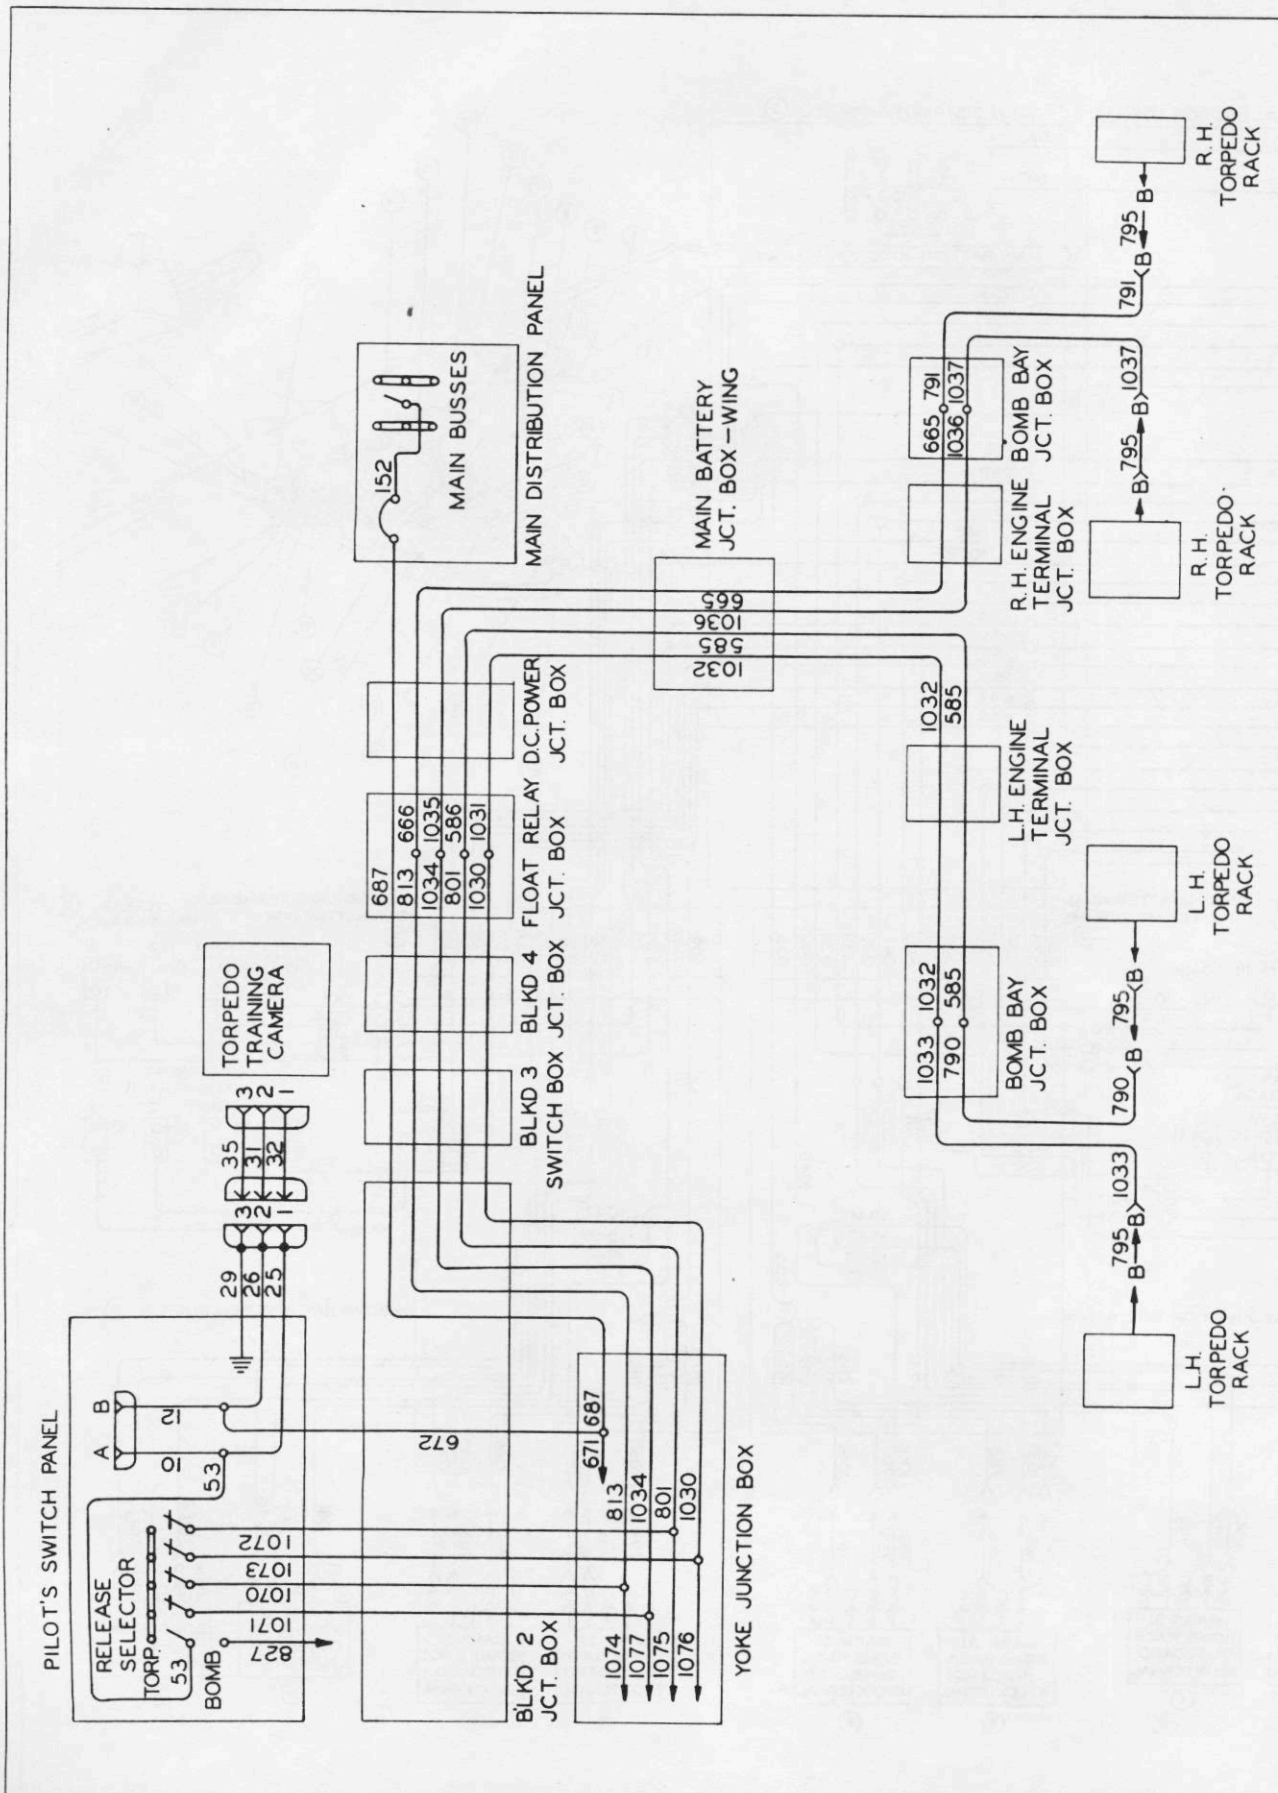 PILOT'S SWITCH PANEL
RELEASE
SELECTOR
TORP.
53
BOMB
827
1071
1070
1073
1072
53
10
12
A
B
29
26
25
3
2
1
35
31
32
3
2
1
TORPEDO
TRAINING
CAMERA
BLKD 2
JCT. BOX
672
BLKD 3
SWITCH BOX
BLKD 4
JCT. BOX
687
813
666
1034
1035
801
586
1030
1031
FLOAT RELAY
JCT. BOX
D.C. POWER
JCT. BOX
152
MAIN BUSSES
MAIN DISTRIBUTION PANEL
671
687
813
1034
801
1030
1074
1077
1075
1076
YOKE JUNCTION BOX
1032
585
1036
665
MAIN BATTERY
JCT. BOX-WING
1033
1032
790
585
BOMB BAY
JCT. BOX
1032
585
L.H. ENGINE
TERMINAL
JCT. BOX
R.H. ENGINE
TERMINAL
JCT. BOX
665
791
1036
1037
BOMB BAY
JCT. BOX
L.H.
TORPEDO
RACK
B
795
B
1033
790
B
795
B
L.H.
TORPEDO
RACK
R.H.
TORPEDO
RACK
B
795
B
1037
791
B
795
B
R.H.
TORPEDO
RACK